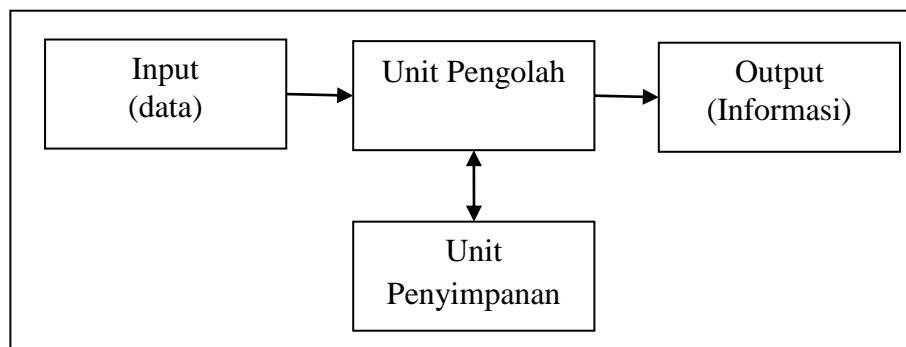 Input
(data)
Unit Pengolah
Output
(Informasi)
Unit
Penyimpanan